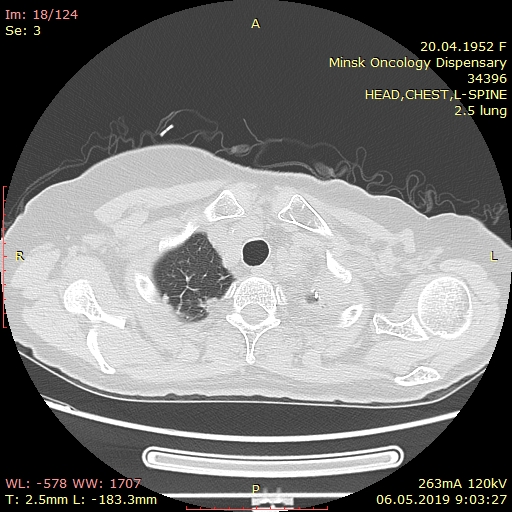 Im: 18/124
Se: 3
A
20.04.1952 F
Minsk Oncology Dispensary
34396
HEAD,CHEST,L-SPINE
2.5 lung
R
L
WL: -578 WW: 1707
T: 2.5mm L: -183.3mm
P
263mA 120kV
06.05.2019 9:03:27